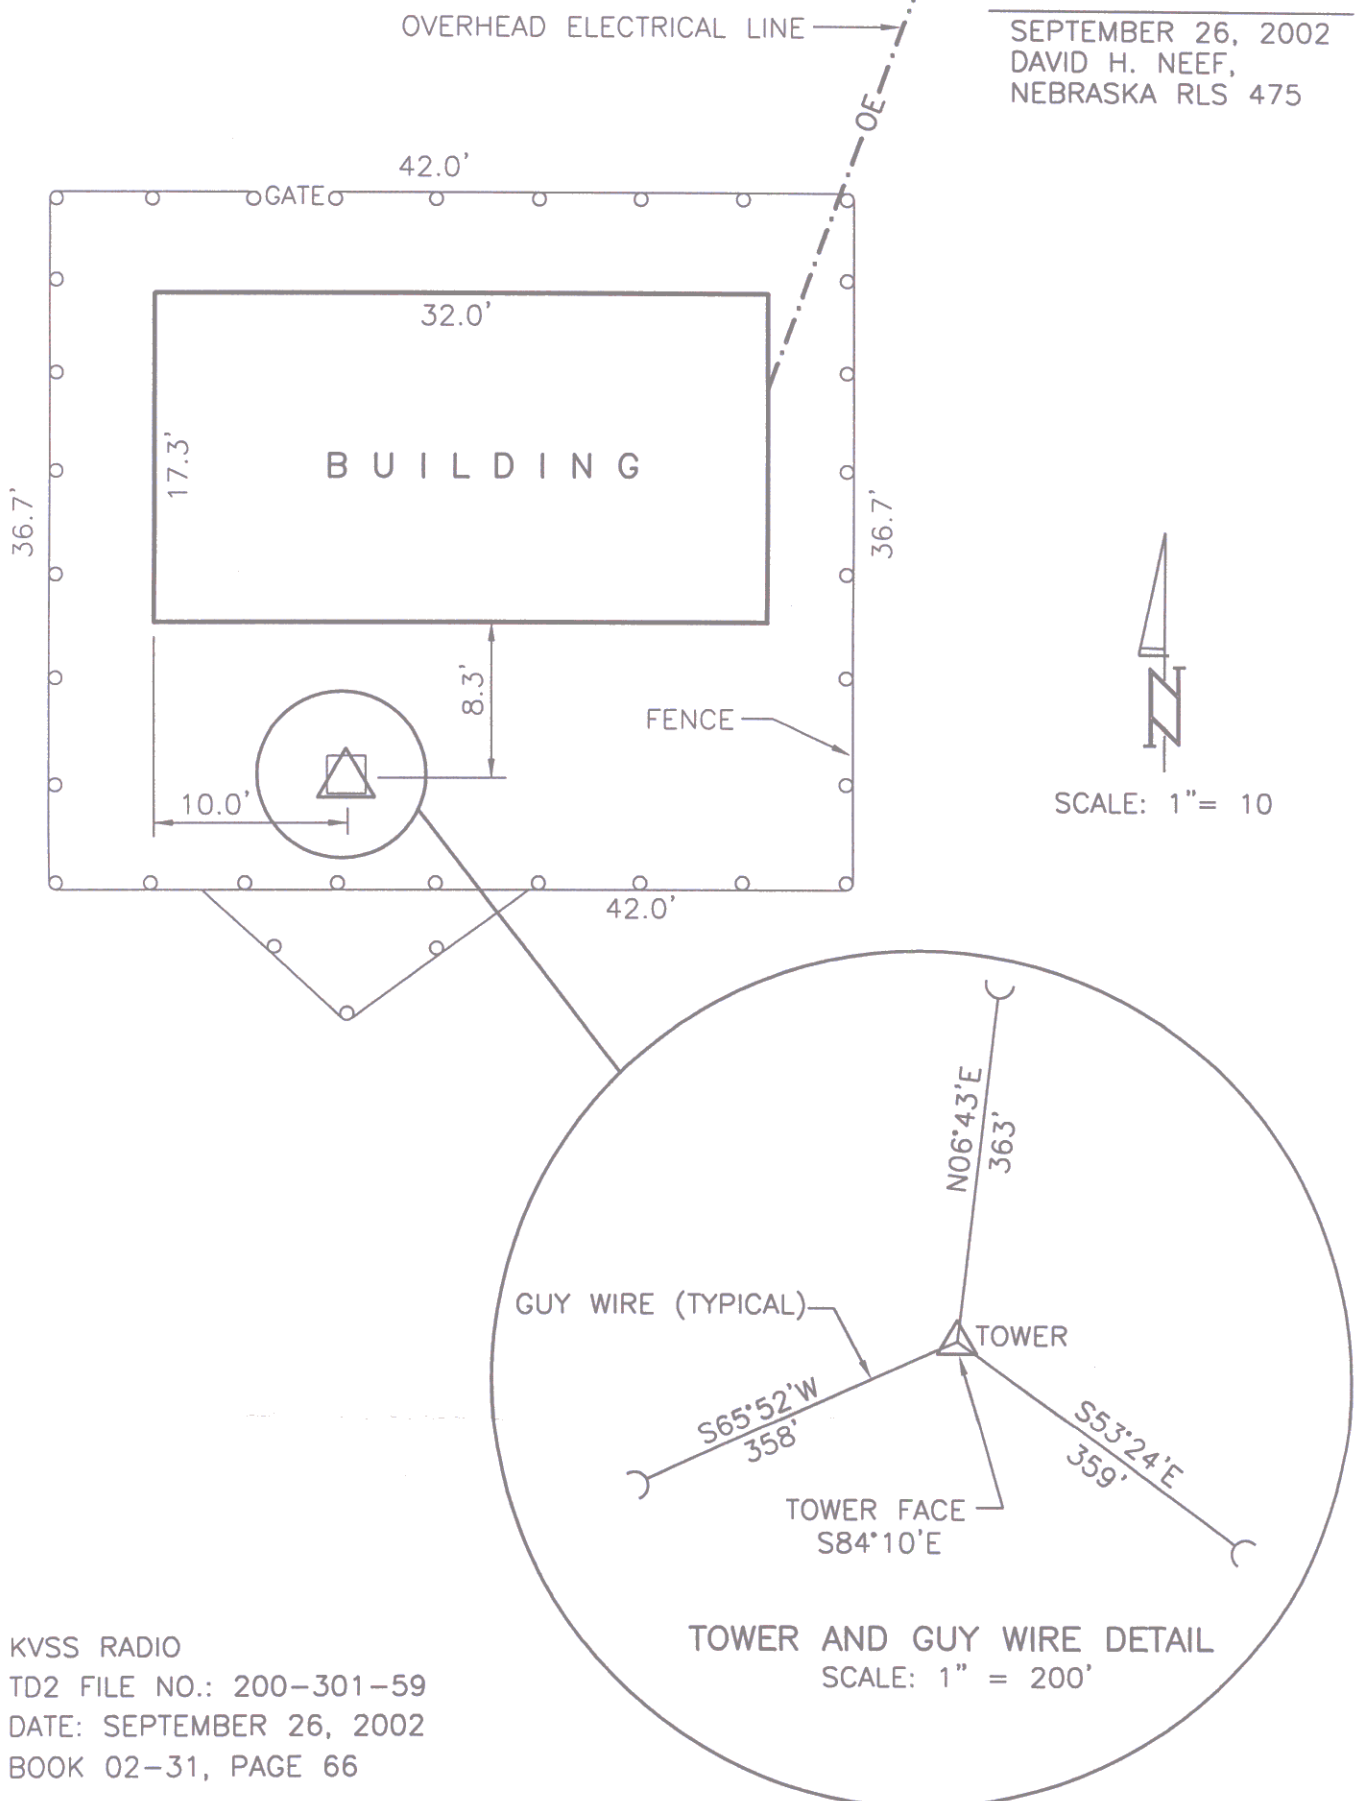 OVERHEAD ELECTRICAL LINE
SEPTEMBER 26, 2002
DAVID H. NEEF,
NEBRASKA RLS 475
OE
42.0'
GATE
32.0'
17.3'
BUILDING
36.7'
36.7'
8.3'
FENCE
10.0'
N
SCALE: 1"= 10
42.0'
N06°43'E
363'
GUY WIRE (TYPICAL)
TOWER
S65°52'W
358'
S53°24'E
359'
TOWER FACE
S84°10'E
TOWER AND GUY WIRE DETAIL
SCALE: 1" = 200'
KVSS RADIO
TD2 FILE NO.: 200-301-59
DATE: SEPTEMBER 26, 2002
BOOK 02-31, PAGE 66